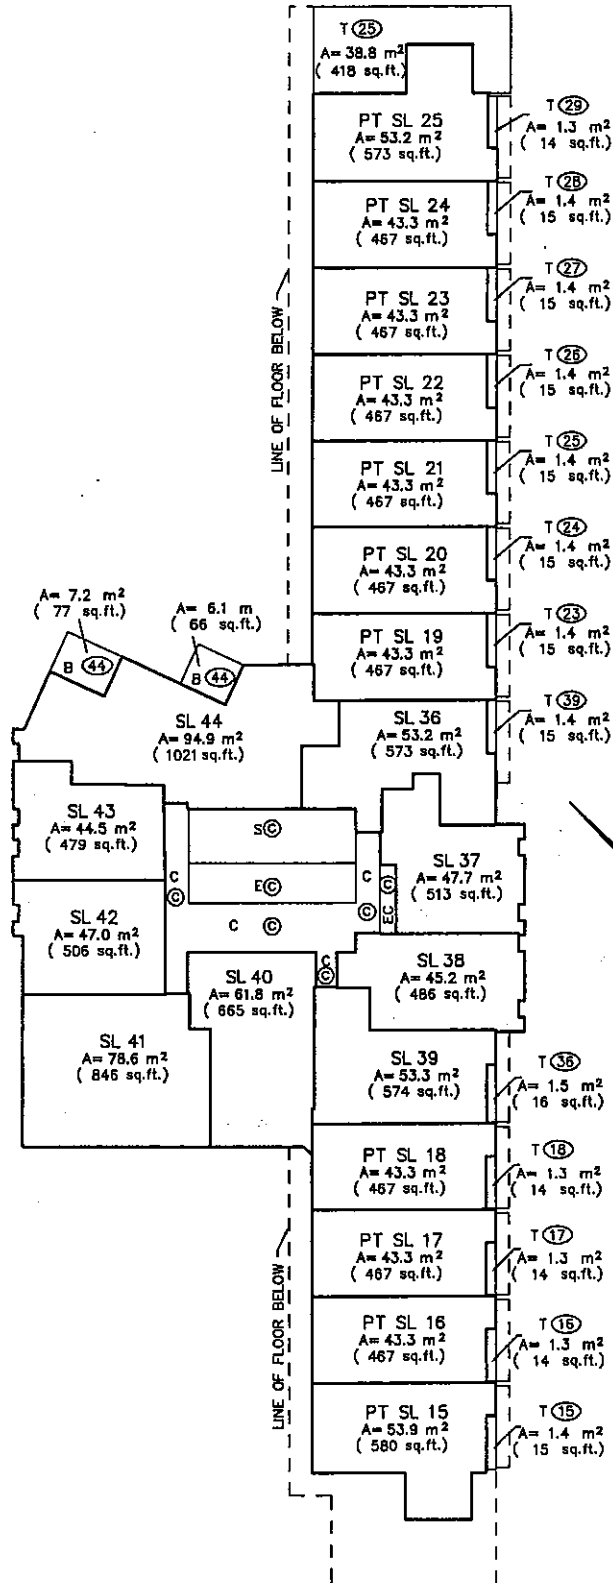 T 25
A= 38.8 m²
( 418 sq.ft.)
PT SL 25
A= 53.2 m²
( 573 sq.ft.)
T 29
A= 1.3 m²
( 14 sq.ft.)
PT SL 24
A= 43.3 m²
( 467 sq.ft.)
T 28
A= 1.4 m²
( 15 sq.ft.)
PT SL 23
A= 43.3 m²
( 467 sq.ft.)
T 27
A= 1.4 m²
( 15 sq.ft.)
LINE OF FLOOR BELOW
PT SL 22
A= 43.3 m²
( 467 sq.ft.)
T 26
A= 1.4 m²
( 15 sq.ft.)
PT SL 21
A= 43.3 m²
( 467 sq.ft.)
T 25
A= 1.4 m²
( 15 sq.ft.)
PT SL 20
A= 43.3 m²
( 467 sq.ft.)
T 24
A= 1.4 m²
( 15 sq.ft.)
A= 7.2 m²
( 77 sq.ft.)
B 44
A= 6.1 m
( 66 sq.ft.)
B 44
PT SL 19
A= 43.3 m²
( 467 sq.ft.)
T 23
A= 1.4 m²
( 15 sq.ft.)
SL 44
A= 94.9 m²
( 1021 sq.ft.)
SL 36
A= 53.2 m²
( 573 sq.ft.)
T 39
A= 1.4 m²
( 15 sq.ft.)
SL 43
A= 44.5 m²
( 479 sq.ft.)
S C
E C
C C
C C
C C
EC C
SL 37
A= 47.7 m²
( 513 sq.ft.)
SL 42
A= 47.0 m²
( 506 sq.ft.)
C C
SL 38
A= 45.2 m²
( 486 sq.ft.)
SL 40
A= 61.8 m²
( 665 sq.ft.)
SL 41
A= 78.6 m²
( 846 sq.ft.)
SL 39
A= 53.3 m²
( 574 sq.ft.)
T 36
A= 1.5 m²
( 16 sq.ft.)
PT SL 18
A= 43.3 m²
( 467 sq.ft.)
T 18
A= 1.3 m²
( 14 sq.ft.)
LINE OF FLOOR BELOW
PT SL 17
A= 43.3 m²
( 467 sq.ft.)
T 17
A= 1.3 m²
( 14 sq.ft.)
PT SL 16
A= 43.3 m²
( 467 sq.ft.)
T 16
A= 1.3 m²
( 14 sq.ft.)
PT SL 15
A= 53.9 m²
( 580 sq.ft.)
T 15
A= 1.4 m²
( 15 sq.ft.)